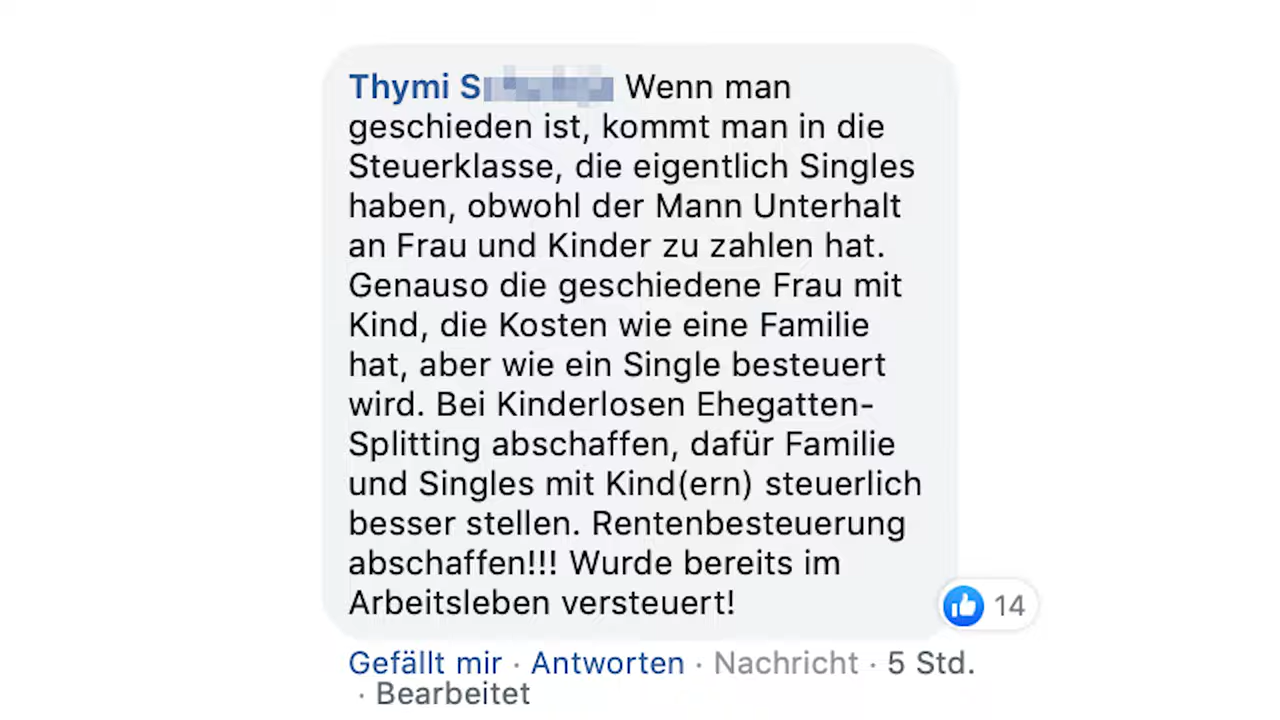 Thymi S Wenn man
geschieden ist, kommt man in die
Steuerklasse, die eigentlich Singles
haben, obwohl der Mann Unterhalt
an Frau und Kinder zu zahlen hat.
Genauso die geschiedene Frau mit
Kind, die Kosten wie eine Familie
hat, aber wie ein Single besteuert
wird. Bei Kinderlosen Ehegatten-
Splitting abschaffen, dafür Familie
und Singles mit Kind(ern) steuerlich
besser stellen. Rentenbesteuerung
abschaffen!!! Wurde bereits im
Arbeitsleben versteuert!
14
Gefällt mir · Antworten · Nachricht · 5 Std.
· Bearbeitet